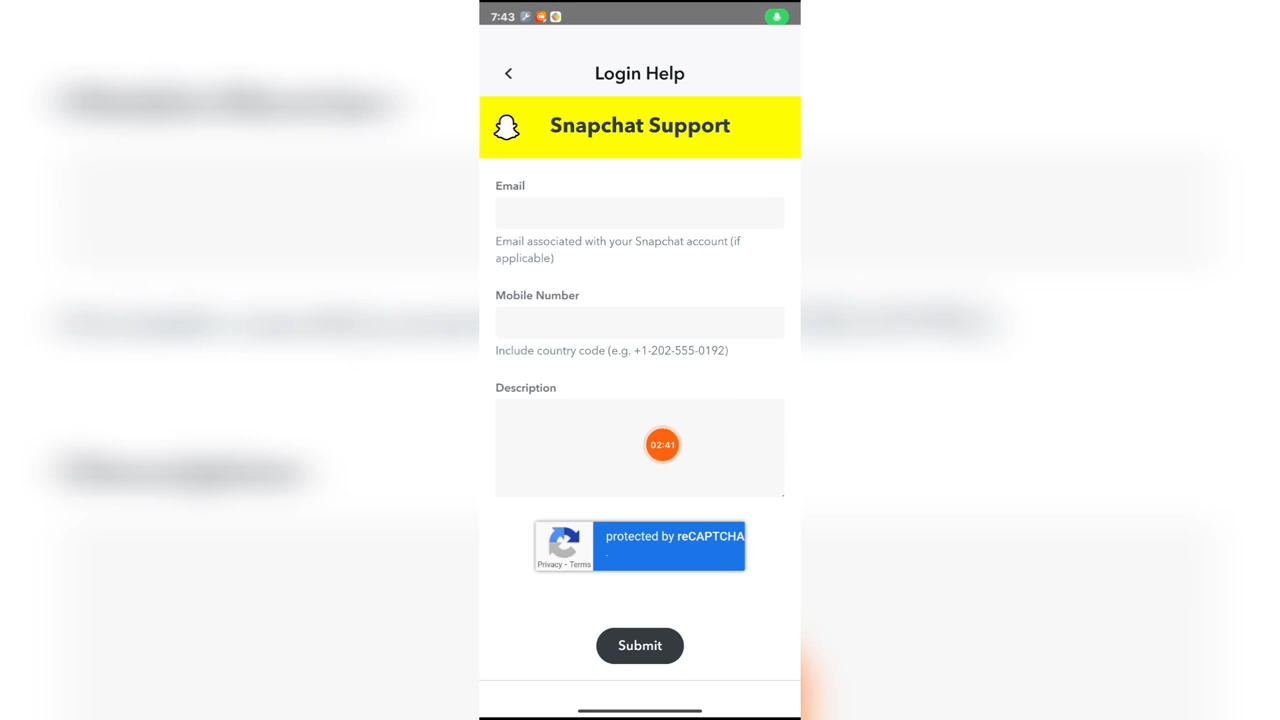 7:43
Login Help
Snapchat Support
Email
Email associated with your Snapchat account (if
applicable)
Mobile Number
Include country code (e.g. +1-202-555-0192)
Description
02:41
protected by reCAPTCHA
Privacy - Terms
Submit